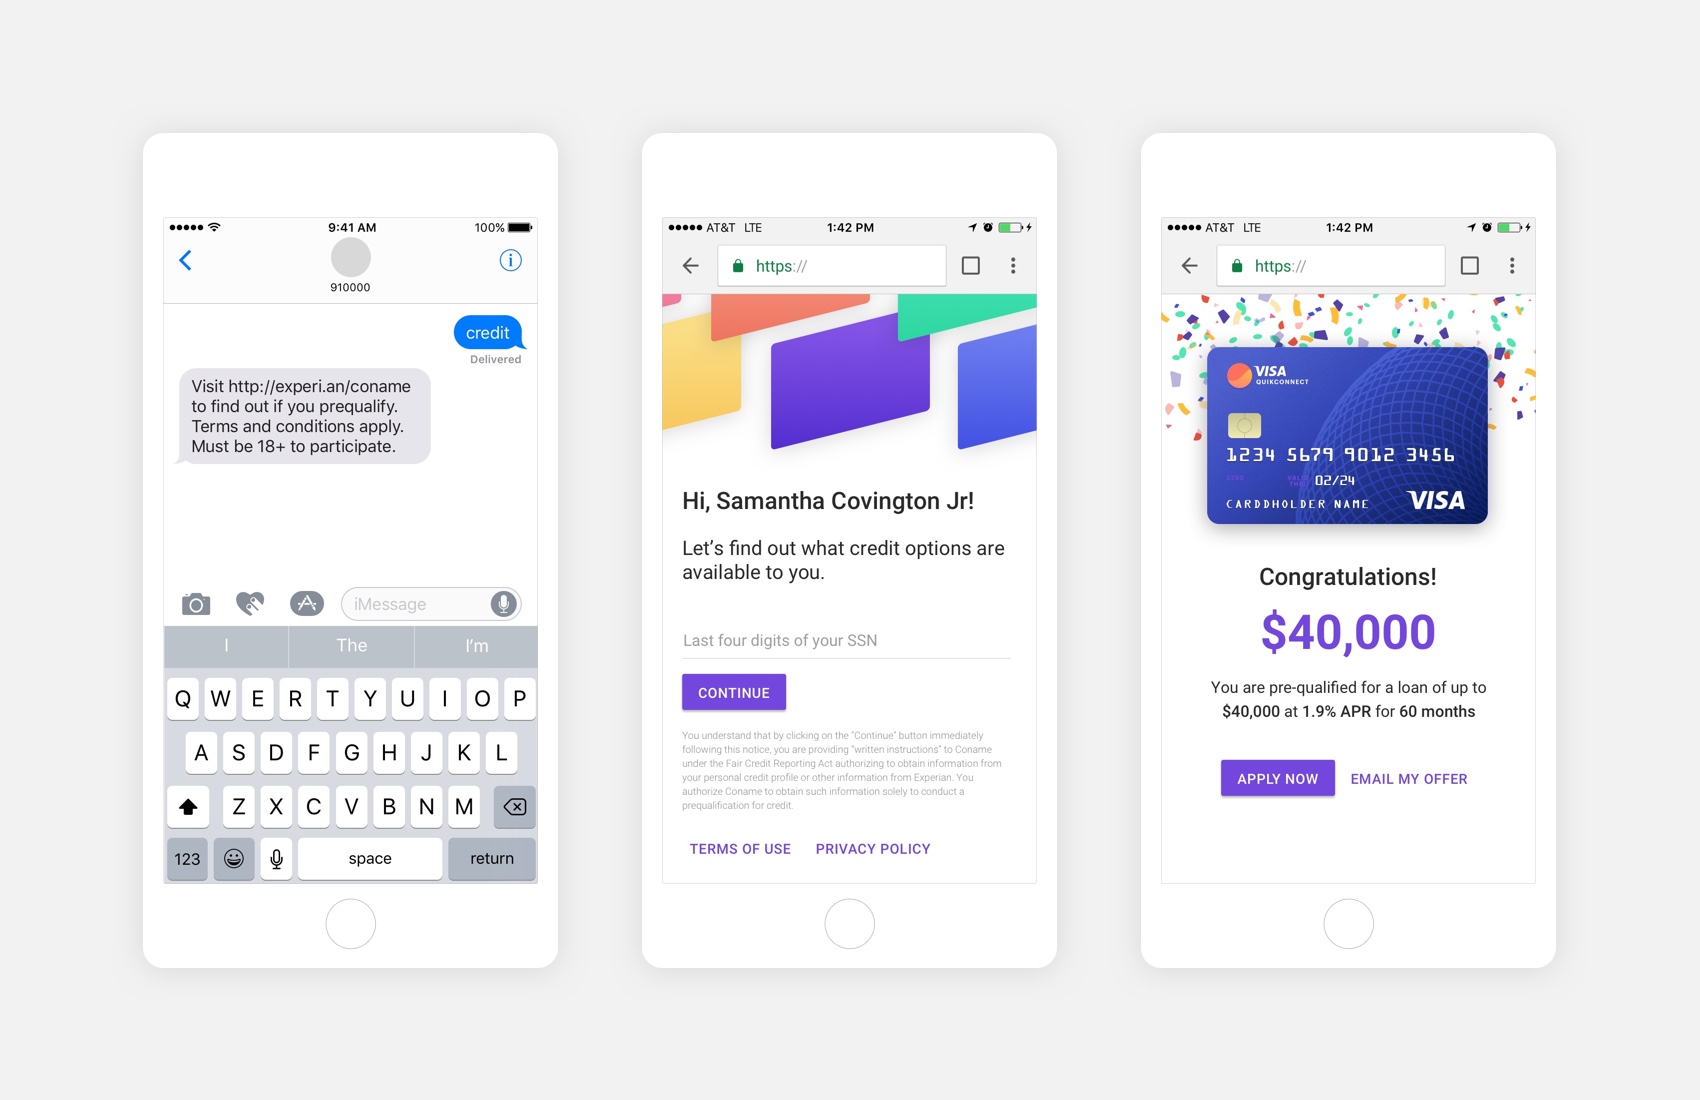 9:41 AM
100%
910000
credit
Delivered
Visit http://experi.an/coname
to find out if you prequalify.
Terms and conditions apply.
Must be 18+ to participate.
iMessage
I The I'm
Q W E R T Y U I O P
A S D F G H J K L
Z X C V B N M
123 space return
AT&T LTE 1:42 PM
https://
Hi, Samantha Covington Jr!
Let's find out what credit options are
available to you.
Last four digits of your SSN
CONTINUE
You understand that by clicking on the "Continue" button immediately
following this notice, you are providing "written instructions" to Coname
under the Fair Credit Reporting Act authorizing to obtain information from
your personal credit profile or other information from Experian. You
authorize Coname to obtain such information solely to conduct a
prequalification for credit.
TERMS OF USE PRIVACY POLICY
AT&T LTE 1:42 PM
https://
VISA
QUIKCONNECT
1234 5679 9012 3456
VALID
THRU 02/24
CARDDHOLDER NAME
VISA
Congratulations!
$40,000
You are pre-qualified for a loan of up to
$40,000 at 1.9% APR for 60 months
APPLY NOW EMAIL MY OFFER